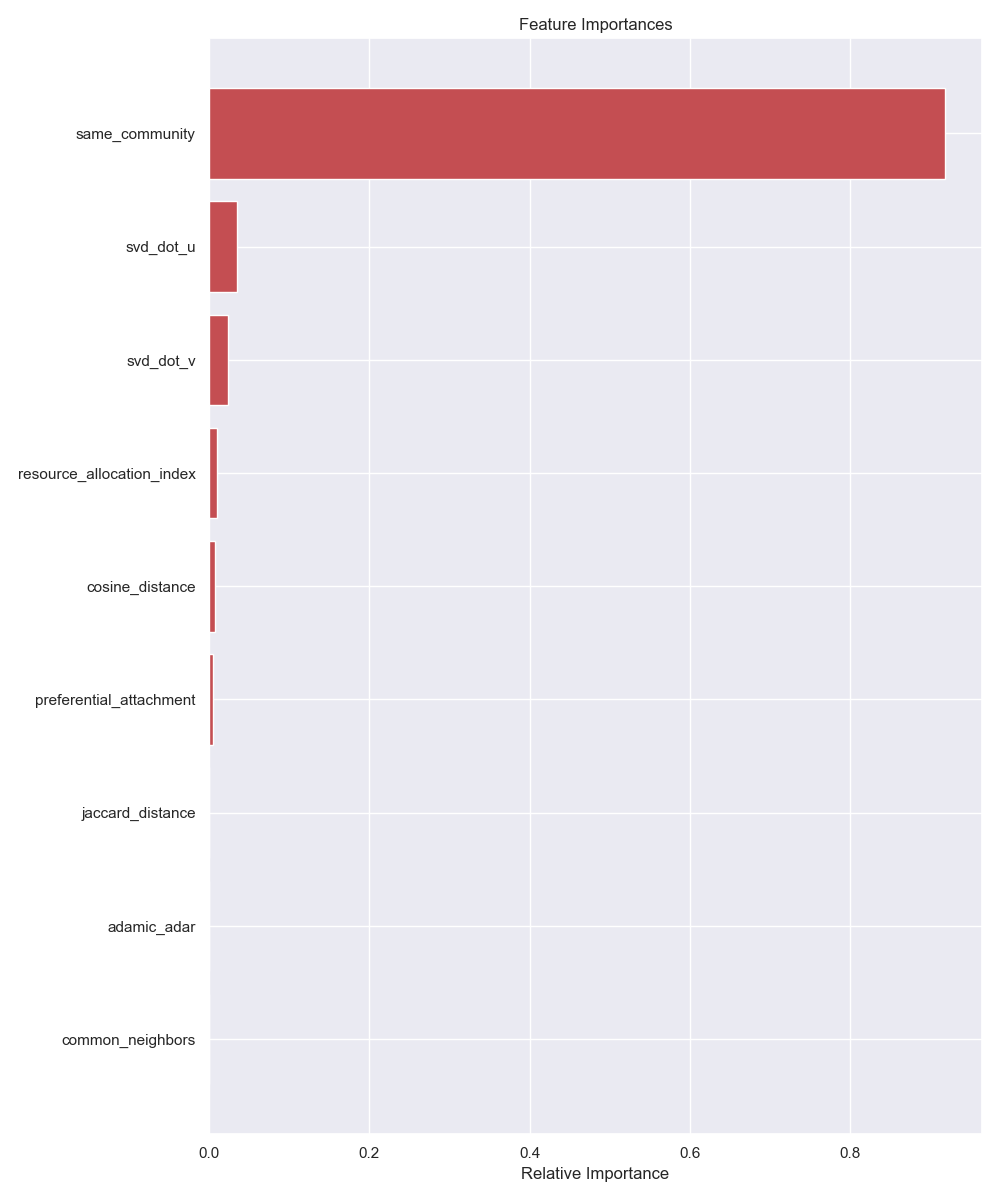 Feature Importances
same_community
svd_dot_u
svd_dot_v
resource_allocation_index
cosine_distance
preferential_attachment
jaccard_distance
adamic_adar
common_neighbors
0.0 0.2 0.4 0.6 0.8
Relative Importance